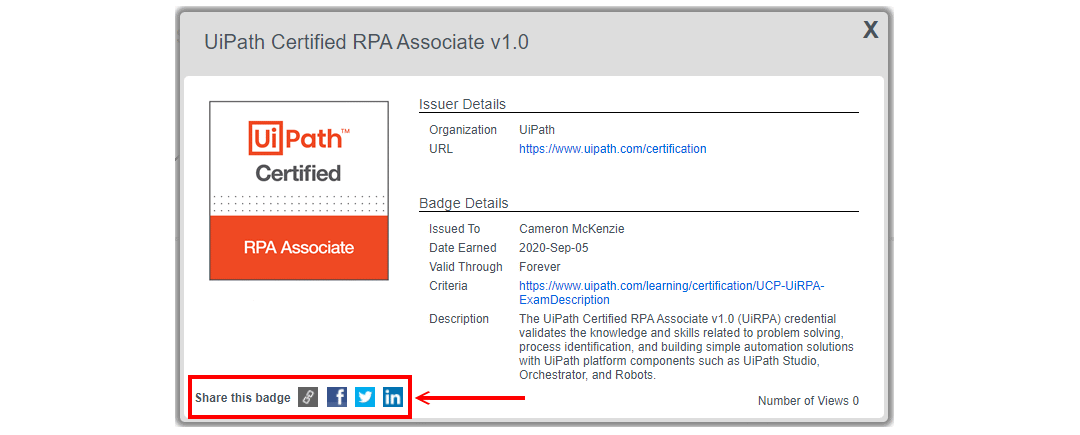 UiPath Certified RPA Associate v1.0
X
UiPath™
Certified
RPA Associate
Issuer Details
Organization UiPath
URL https://www.uipath.com/certification
Badge Details
Issued To Cameron McKenzie
Date Earned 2020-Sep-05
Valid Through Forever
Criteria https://www.uipath.com/learning/certification/UCP-UiRPA-
ExamDescription
Description The UiPath Certified RPA Associate v1.0 (UiRPA) credential
validates the knowledge and skills related to problem solving,
process identification, and building simple automation solutions
with UiPath platform components such as UiPath Studio,
Orchestrator, and Robots.
Share this badge f in
Number of Views 0